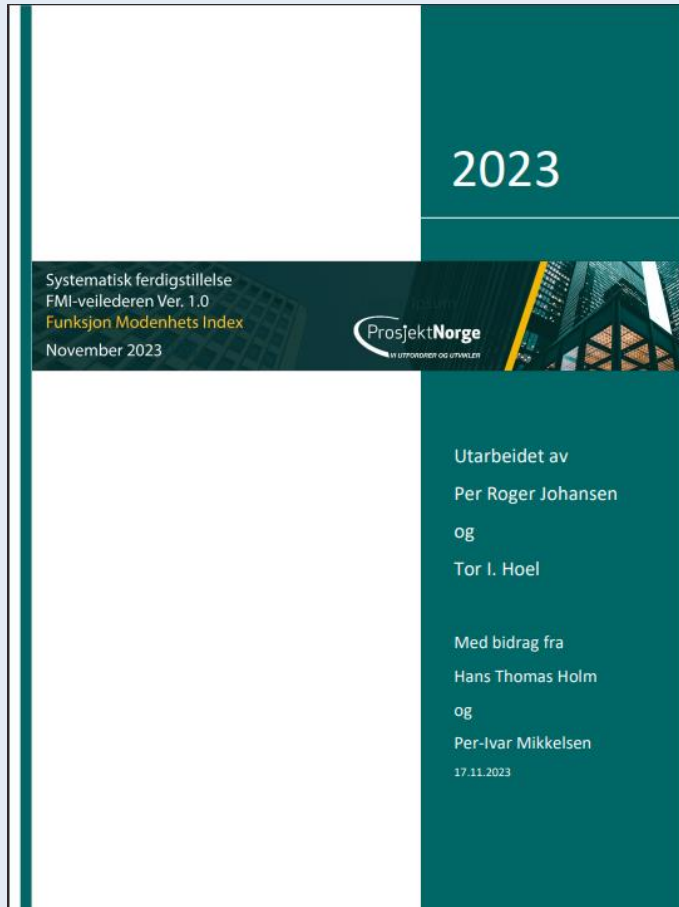 2023
Systematisk ferdigstillelse
FMI-veilederen Ver. 1.0
Funksjon Modenhets Index
November 2023
ProsjektNorge
VI UTFORDRER OG UTVIKLER
Utarbeidet av
Per Roger Johansen
og
Tor I. Hoel
Med bidrag fra
Hans Thomas Holm
og
Per-Ivar Mikkelsen
17.11.2023